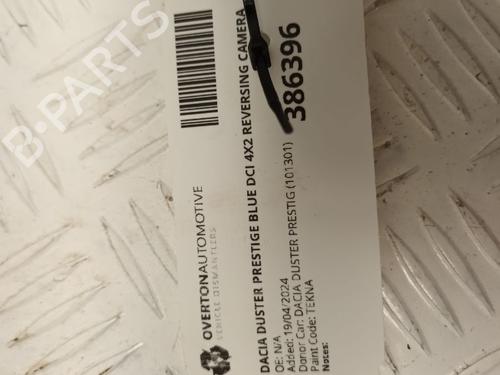 B-PARTS
OVERTONAUTOMOTIVE
VEHICLE DISMANTLERS
DACIA DUSTER PRESTIGE BLUE DCI 4X2 REVERSING CAMERA
386396
OE: N/A
Added: 19/04/2024
Donor Car: DACIA DUSTER PRESTIG (101301)
Paint Code: TEKNA
Notes: